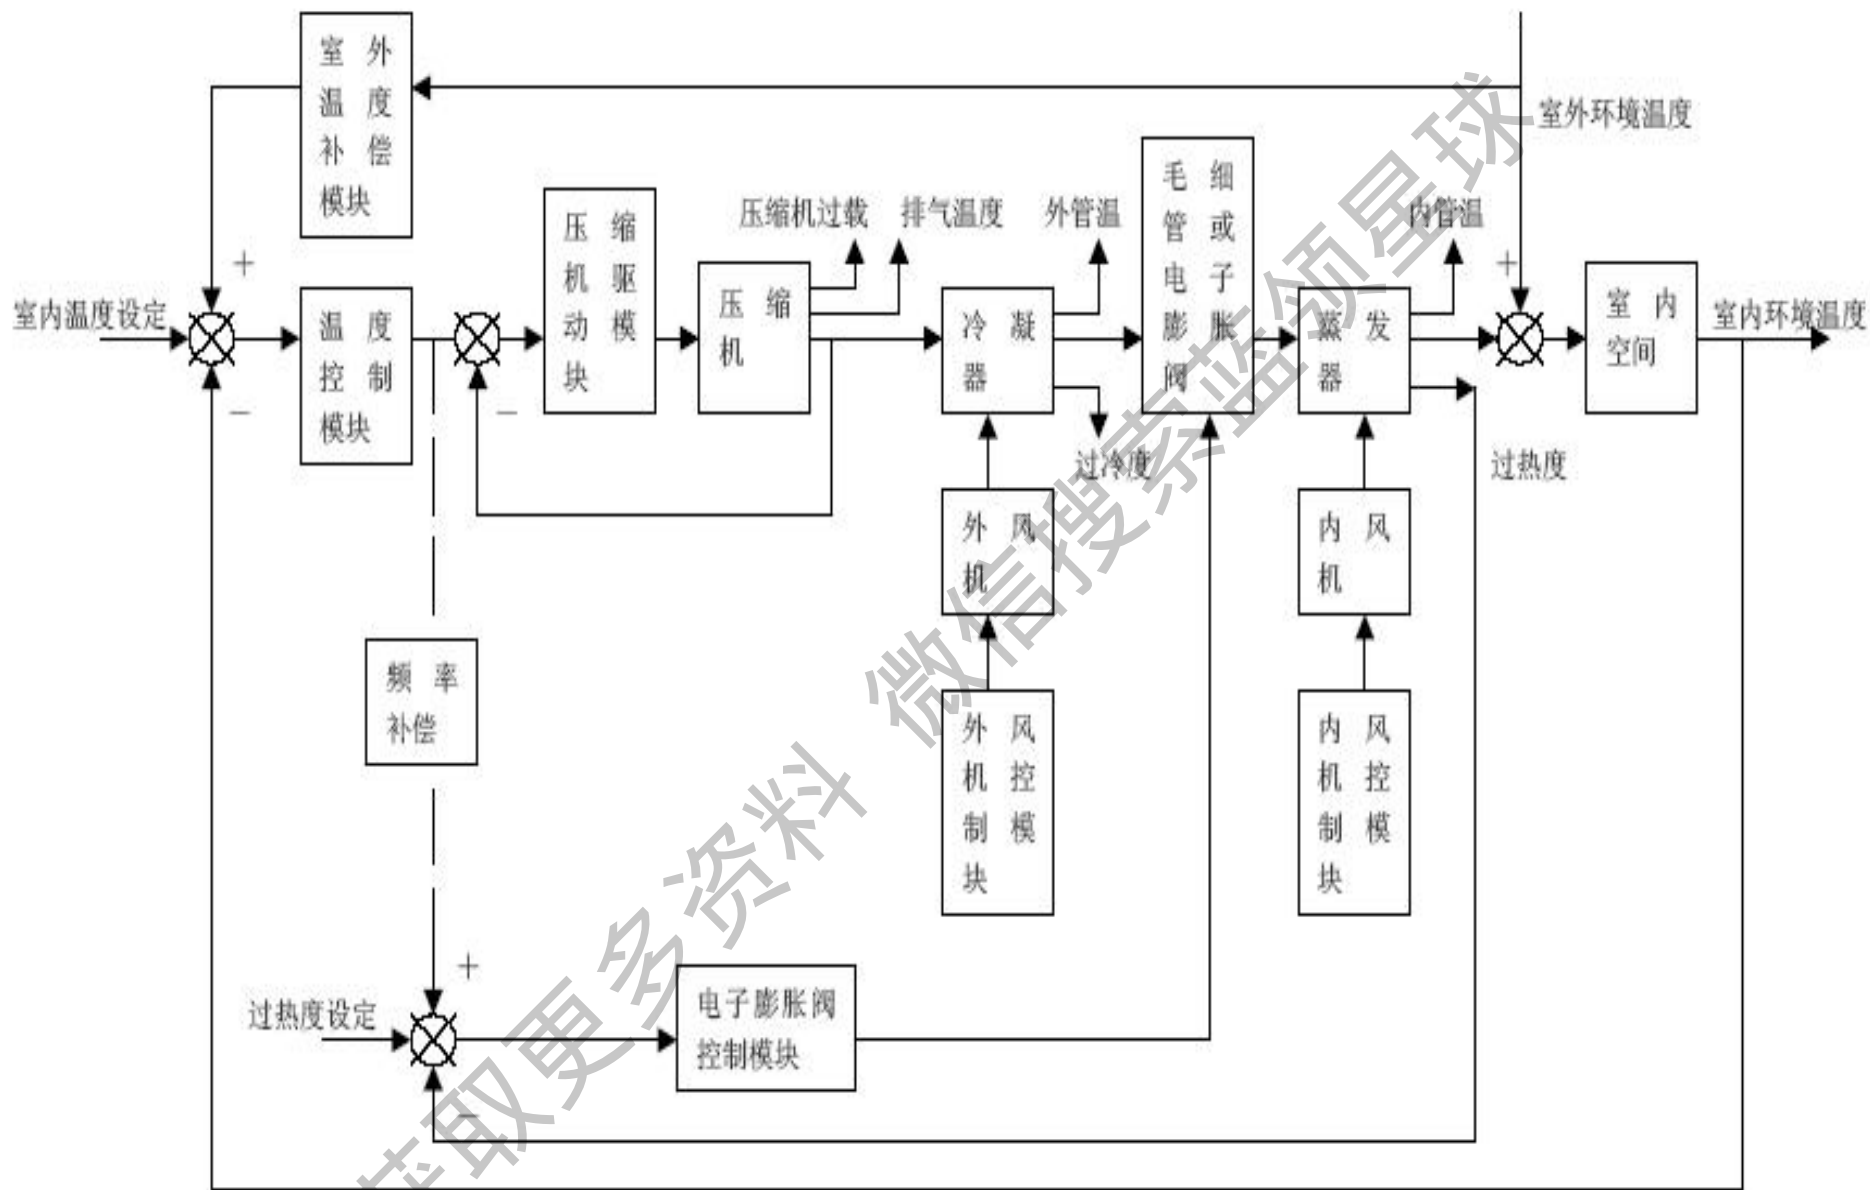 室外
温度
补偿
模块
室外环境温度
毛细
管或
电子
膨胀
阀
压缩
机驱
动模
块
压缩机过载
排气温度
外管温
内管温
+
+
室内温度设定
温度
控制
模块
压缩
机
冷凝
器
蒸发
器
室内
空间
室内环境温度
－
－
过冷度
过热度
外风
机
内风
机
频率
补偿
外风
机控
制模
块
内风
机控
制模
块
+
过热度设定
电子膨胀阀
控制模块
－
获取更多资料 微信搜索蓝领星球